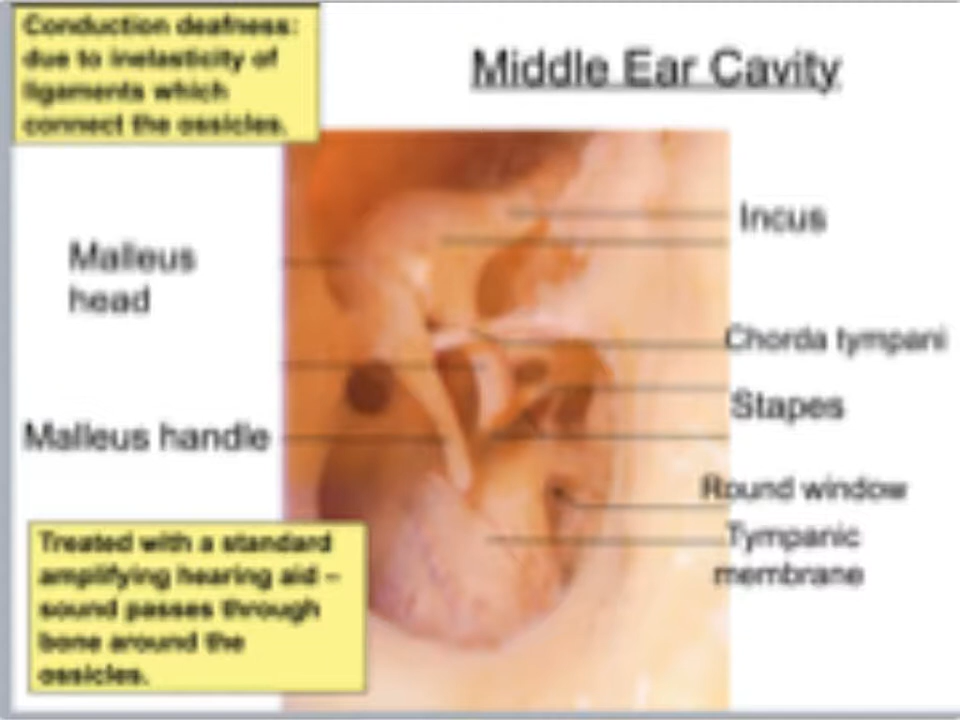 Conduction deafness:
due to inelasticity of
ligaments which
connect the ossicles.
Middle Ear Cavity
Incus
Malleus
head
Chorda tympani
Stapes
Malleus handle
Round window
Tympanic
membrane
Treated with a standard
amplifying hearing aid –
sound passes through
bone around the
ossicles.